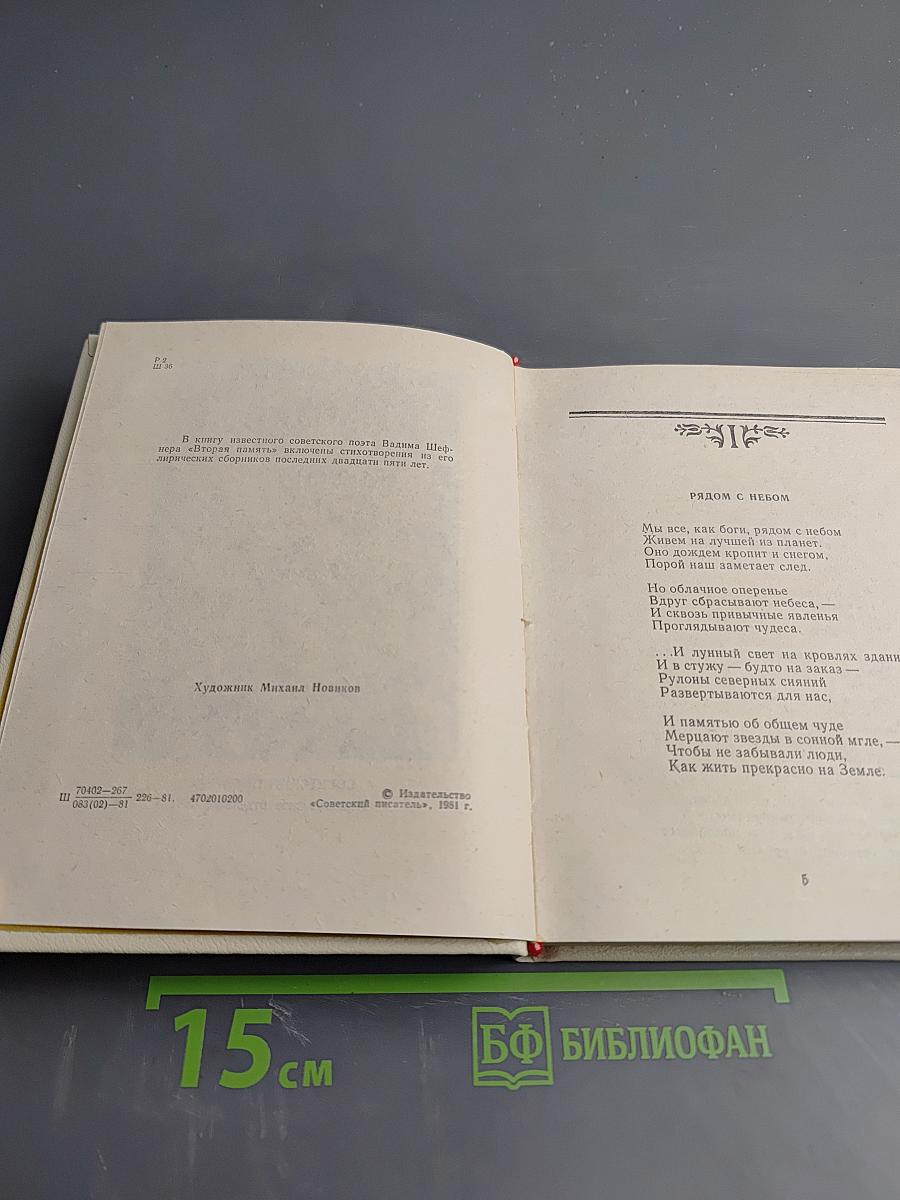 Р 2
Ш 36
В книгу известного советского поэта Вадима Шеф-
нера «Вторая память» включены стихотворения из его
лирических сборников последних двадцати пяти лет.
Художник Михаил Новиков
Ш 70402—267
083(02)—81 226—81. 4702010200
© Издательство
«Советский писатель», 1981 г.
I
РЯДОМ С НЕБОМ
Мы все, как боги, рядом с небом
Живем на лучшей из планет.
Оно дождем кропит и снегом,
Порой наш заметает след.
Но облачное оперенье
Вдруг сбрасывают небеса, —
И сквозь привычные явленья
Проглядывают чудеса.
...И лунный свет на кровлях здани
И в стужу — будто на заказ —
Рулоны северных сияний
Развертываются для нас,
И памятью об общем чуде
Мерцают звезды в сонной мгле, —
Чтобы не забывали люди,
Как жить прекрасно на Земле.
5
15 см
БФ БИБЛИОФАН